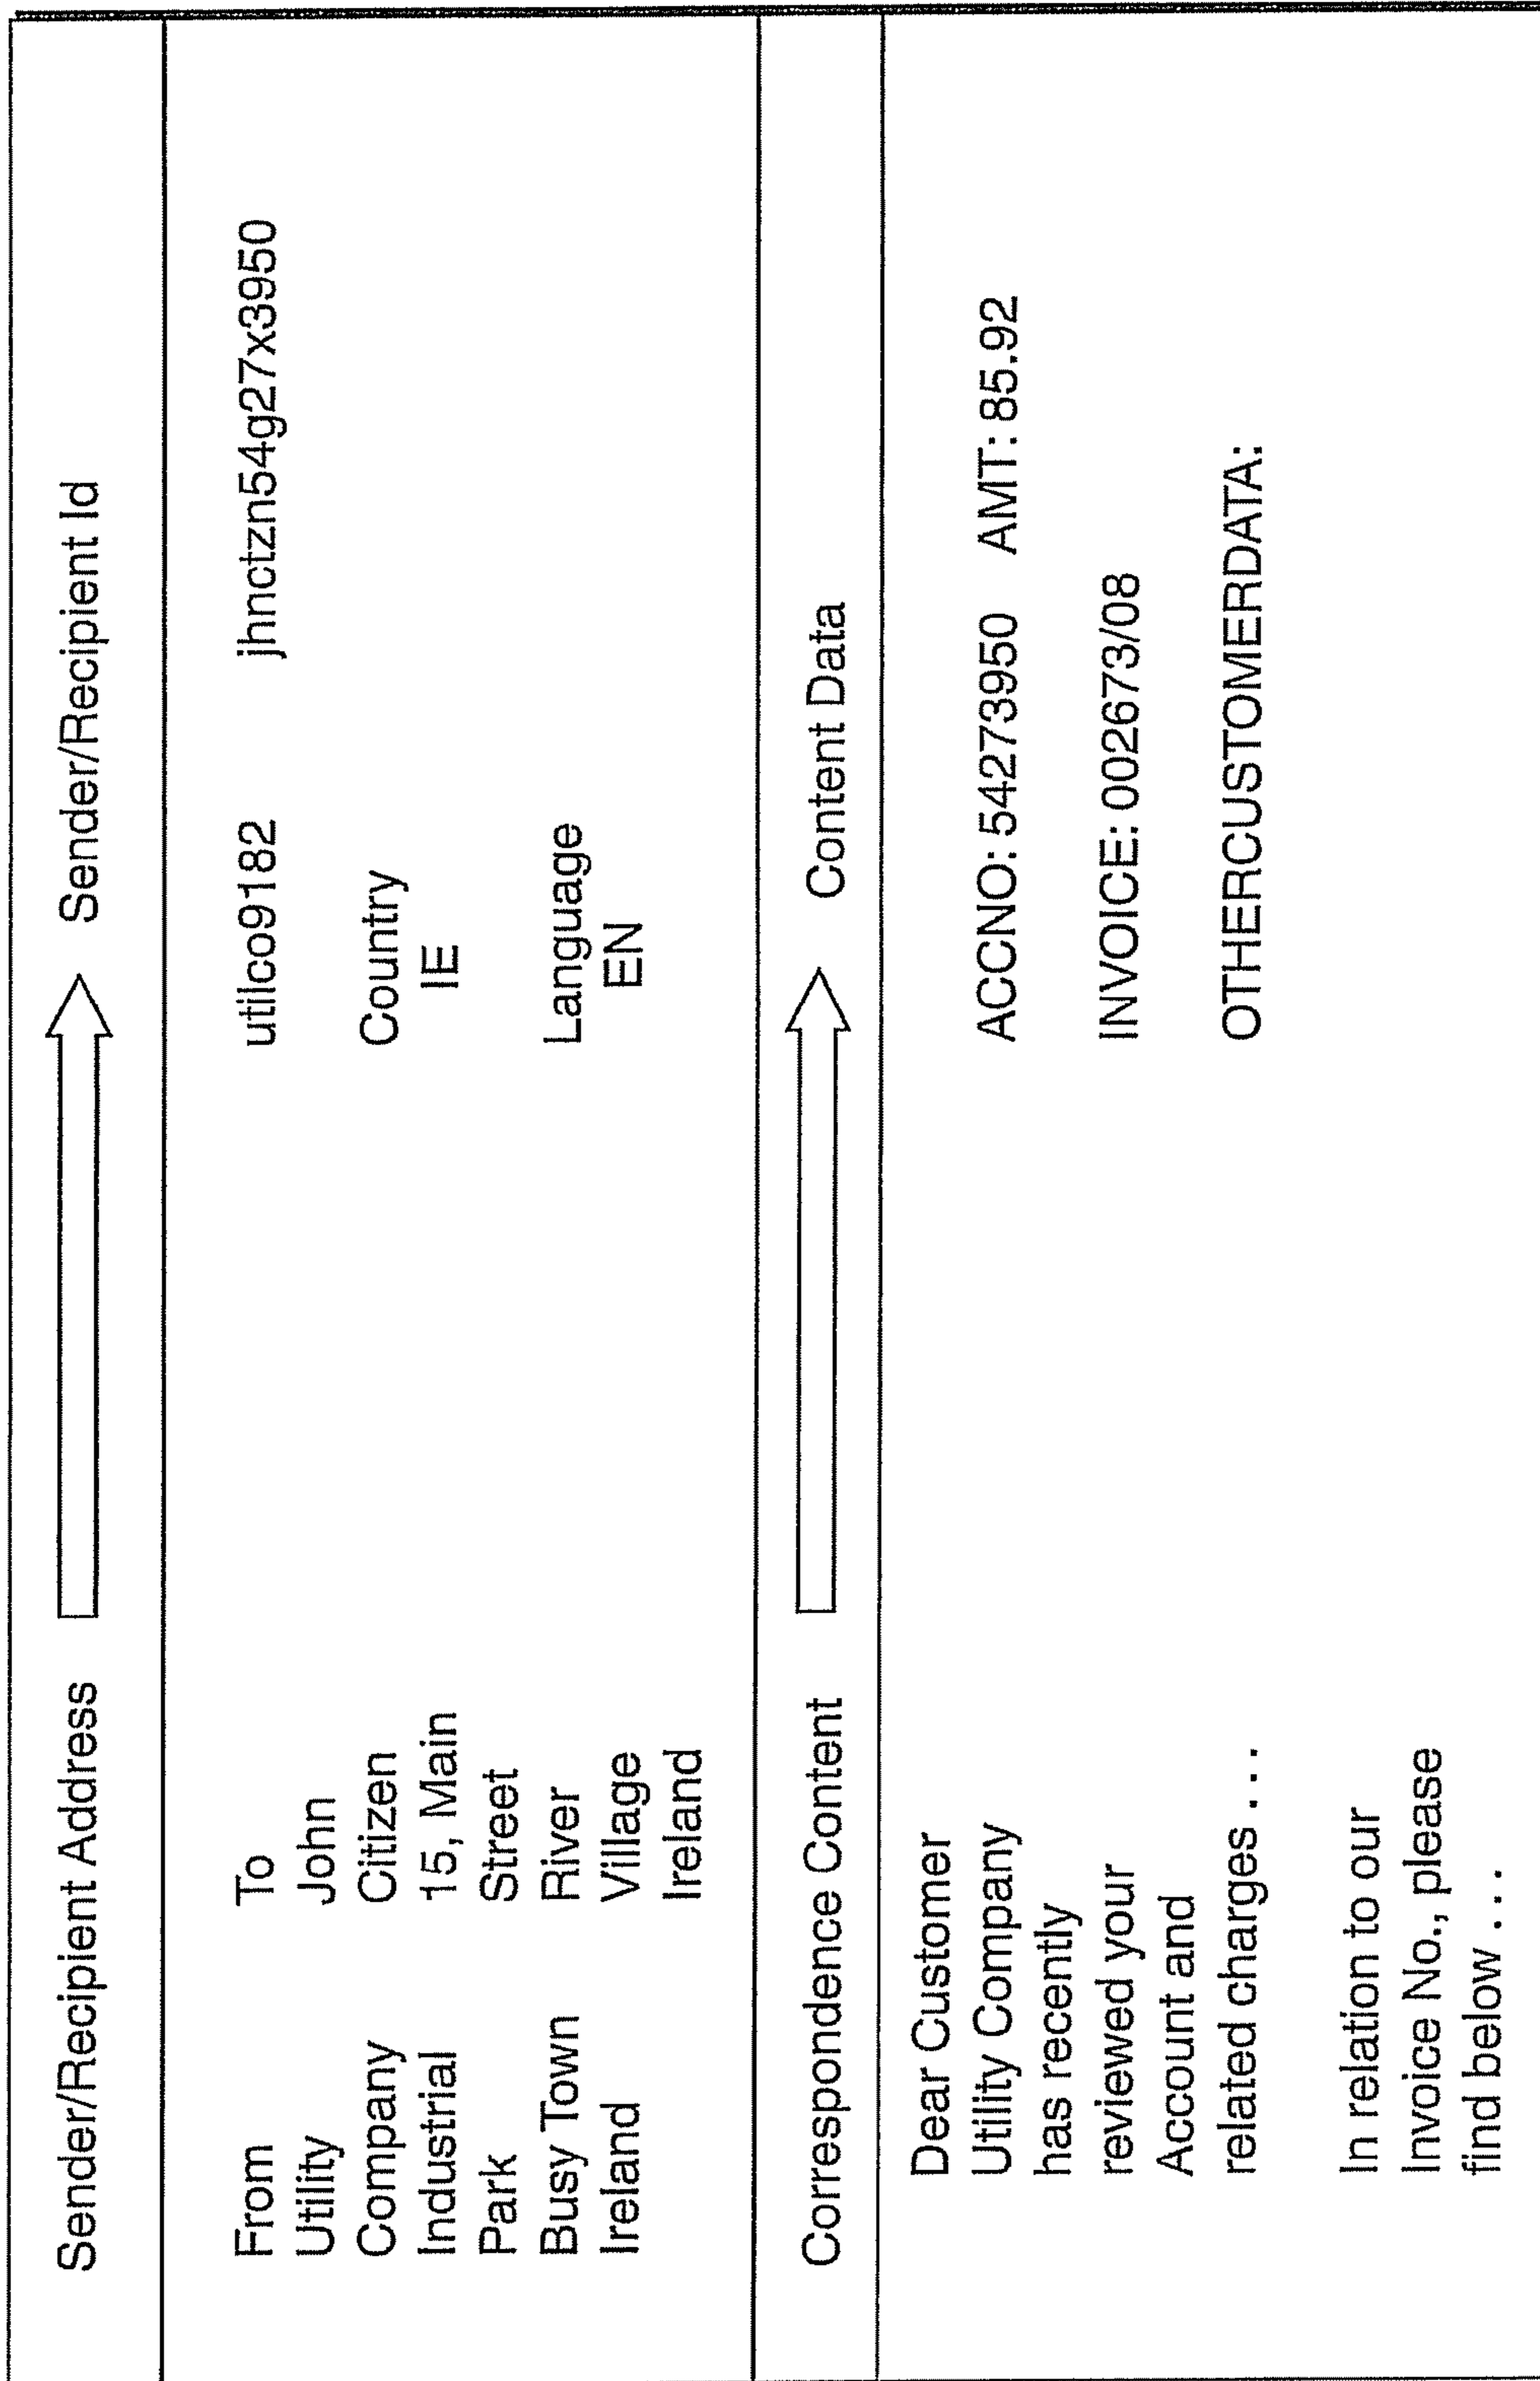 Sender/Recipient Address
Sender/Recipient Id
From
Utility
Company
Industrial
Park
Busy Town
Ireland
To
John
Citizen
15, Main
Street
River
Village
Ireland
utilco9182
jhnctzn54g27x3950
Country
IE
Language
EN
Correspondence Content
Content Data
Dear Customer
Utility Company
has recently
reviewed your
Account and
related charges . . .
In relation to our
Invoice No., please
find below . . .
ACCNO: 54273950 AMT: 85.92
INVOICE: 002673/08
OTHERCUSTOMERDATA: